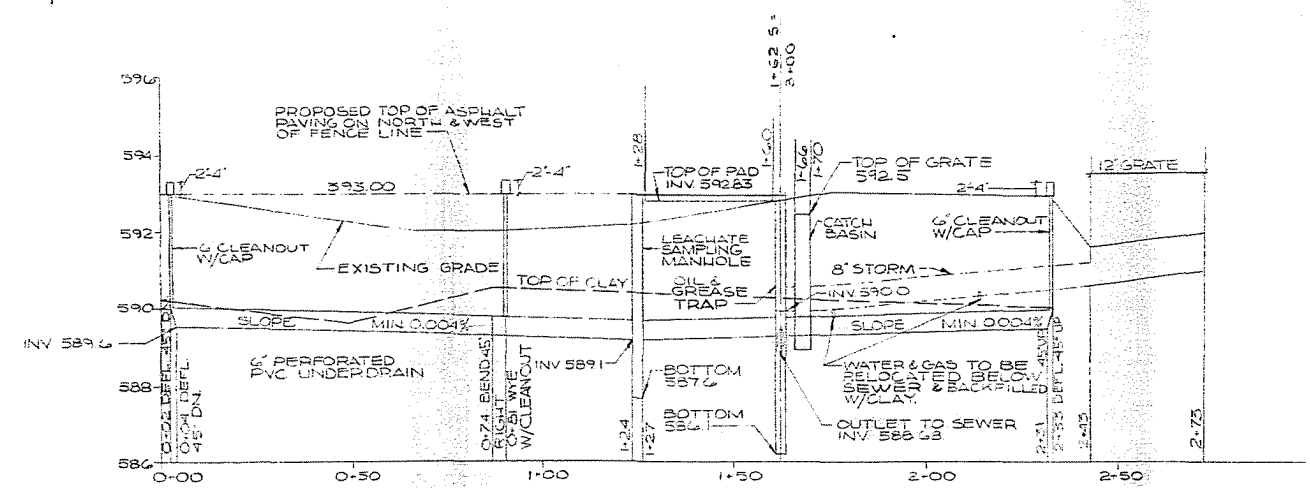 1+62.5 =
3+00
596
PROPOSED TOP OF ASPHALT
PAVING ON NORTH & WEST
OF FENCE LINE
594
1+28
1+60
1+66
1+70
TOP OF GRATE
592.5
12" GRATE
2'-4"
593.00
2'-4"
TOP OF PAD
INV. 592.83
2'-4"
592
6" CLEANOUT
W/CAP
EXISTING GRADE
LEACHATE
SAMPLING
MANHOLE
CATCH
BASIN
6" CLEANOUT
W/CAP
8" STORM
TOP OF CLAY
OIL &
GREASE
TRAP
INV 590.0
590
SLOPE
MIN 0.004%
SLOPE
MIN 0.004%
INV 589.6
6" PERFORATED
PVC UNDERDRAIN
INV 589.1
WATER & GAS TO BE
RELOCATED BELOW
SEWER & BACKFILLED
W/CLAY.
588
BOTTOM
587.6
BOTTOM
586.1
OUTLET TO SEWER
INV 588.63
0+02 DEFL. 45° UP
0+04 DEFL.
45° DN.
0+74 BEND 45°
RIGHT
0+81 WYE
W/CLEANOUT
1+24
1+27
2+31
2+33 DEFL. 45° UP
2+43
2+73
586
0+00
0+50
1+00
1+50
2+00
2+50